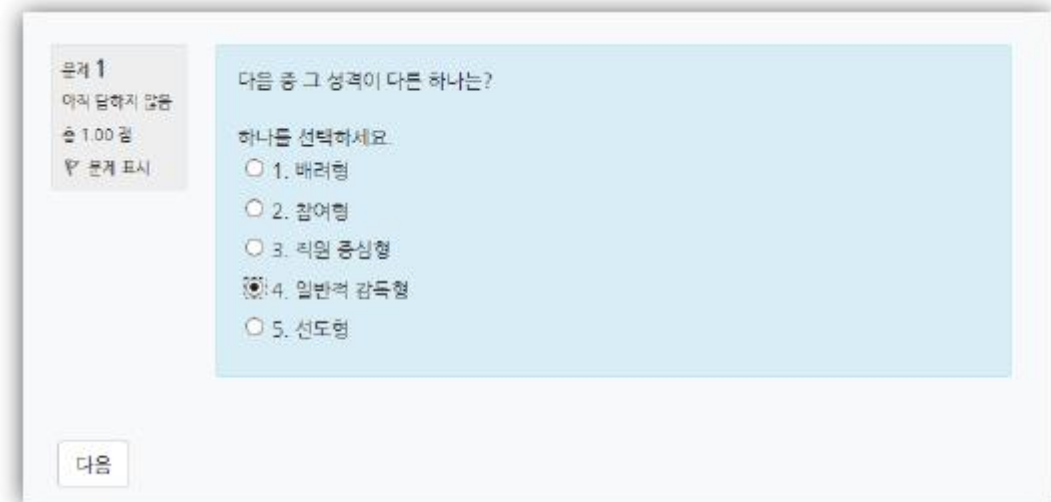 문제 1
아직 답하지 않음
총 1.00 점
문제 표시
다음 중 그 성격이 다른 하나는?
하나를 선택하세요.
1. 배려형
2. 참여형
3. 직원 중심형
4. 일반적 감독형
5. 선도형
다음